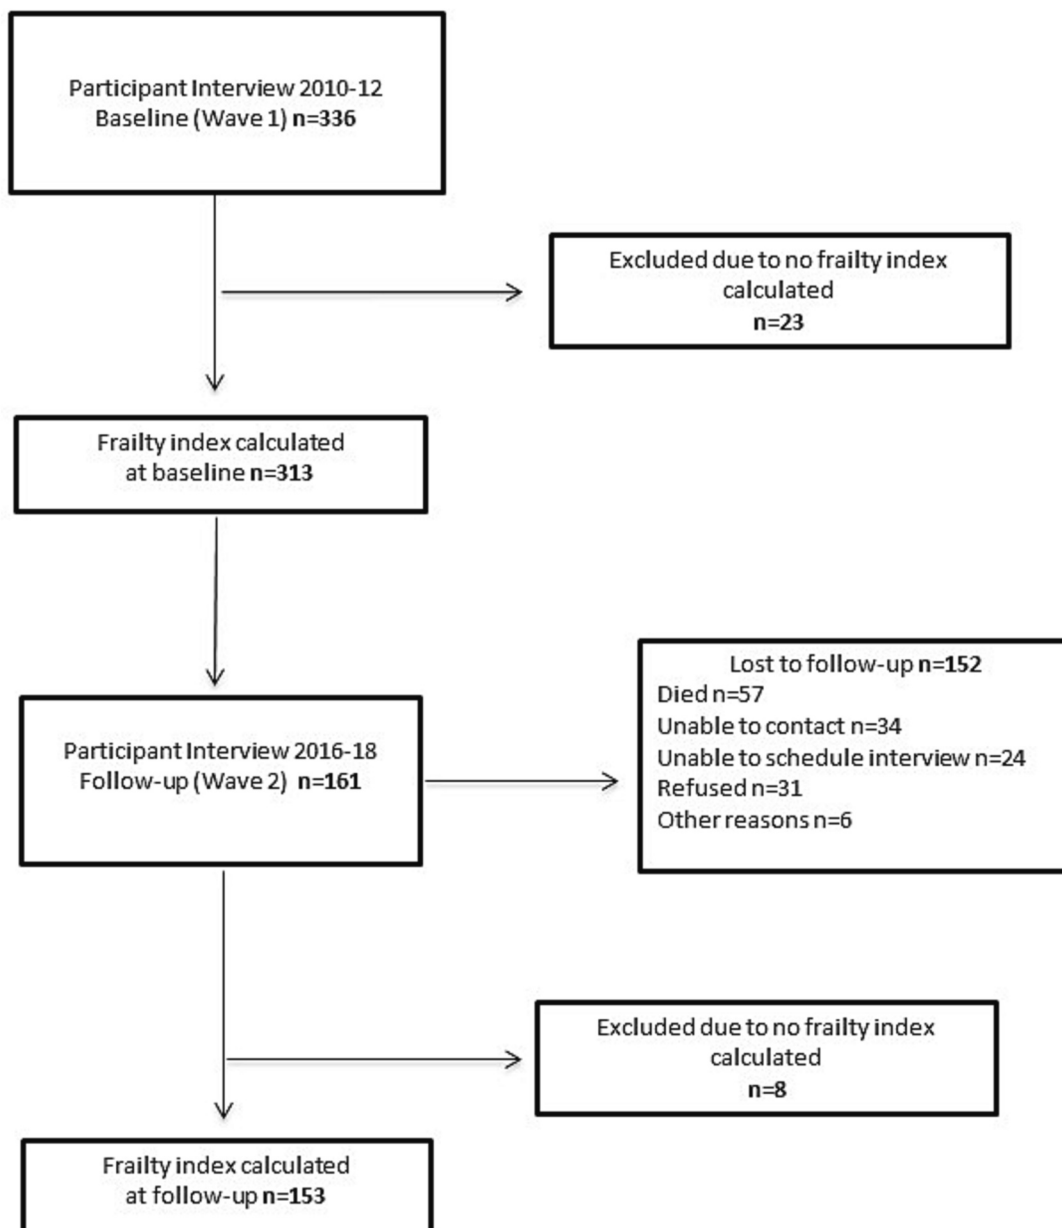 Participant Interview 2010-12
Baseline (Wave 1) n=336
Excluded due to no frailty index
calculated
n=23
Frailty index calculated
at baseline n=313
Lost to follow-up n=152
Died n=57
Unable to contact n=34
Unable to schedule interview n=24
Refused n=31
Other reasons n=6
Participant Interview 2016-18
Follow-up (Wave 2) n=161
Excluded due to no frailty index
calculated
n=8
Frailty index calculated
at follow-up n=153